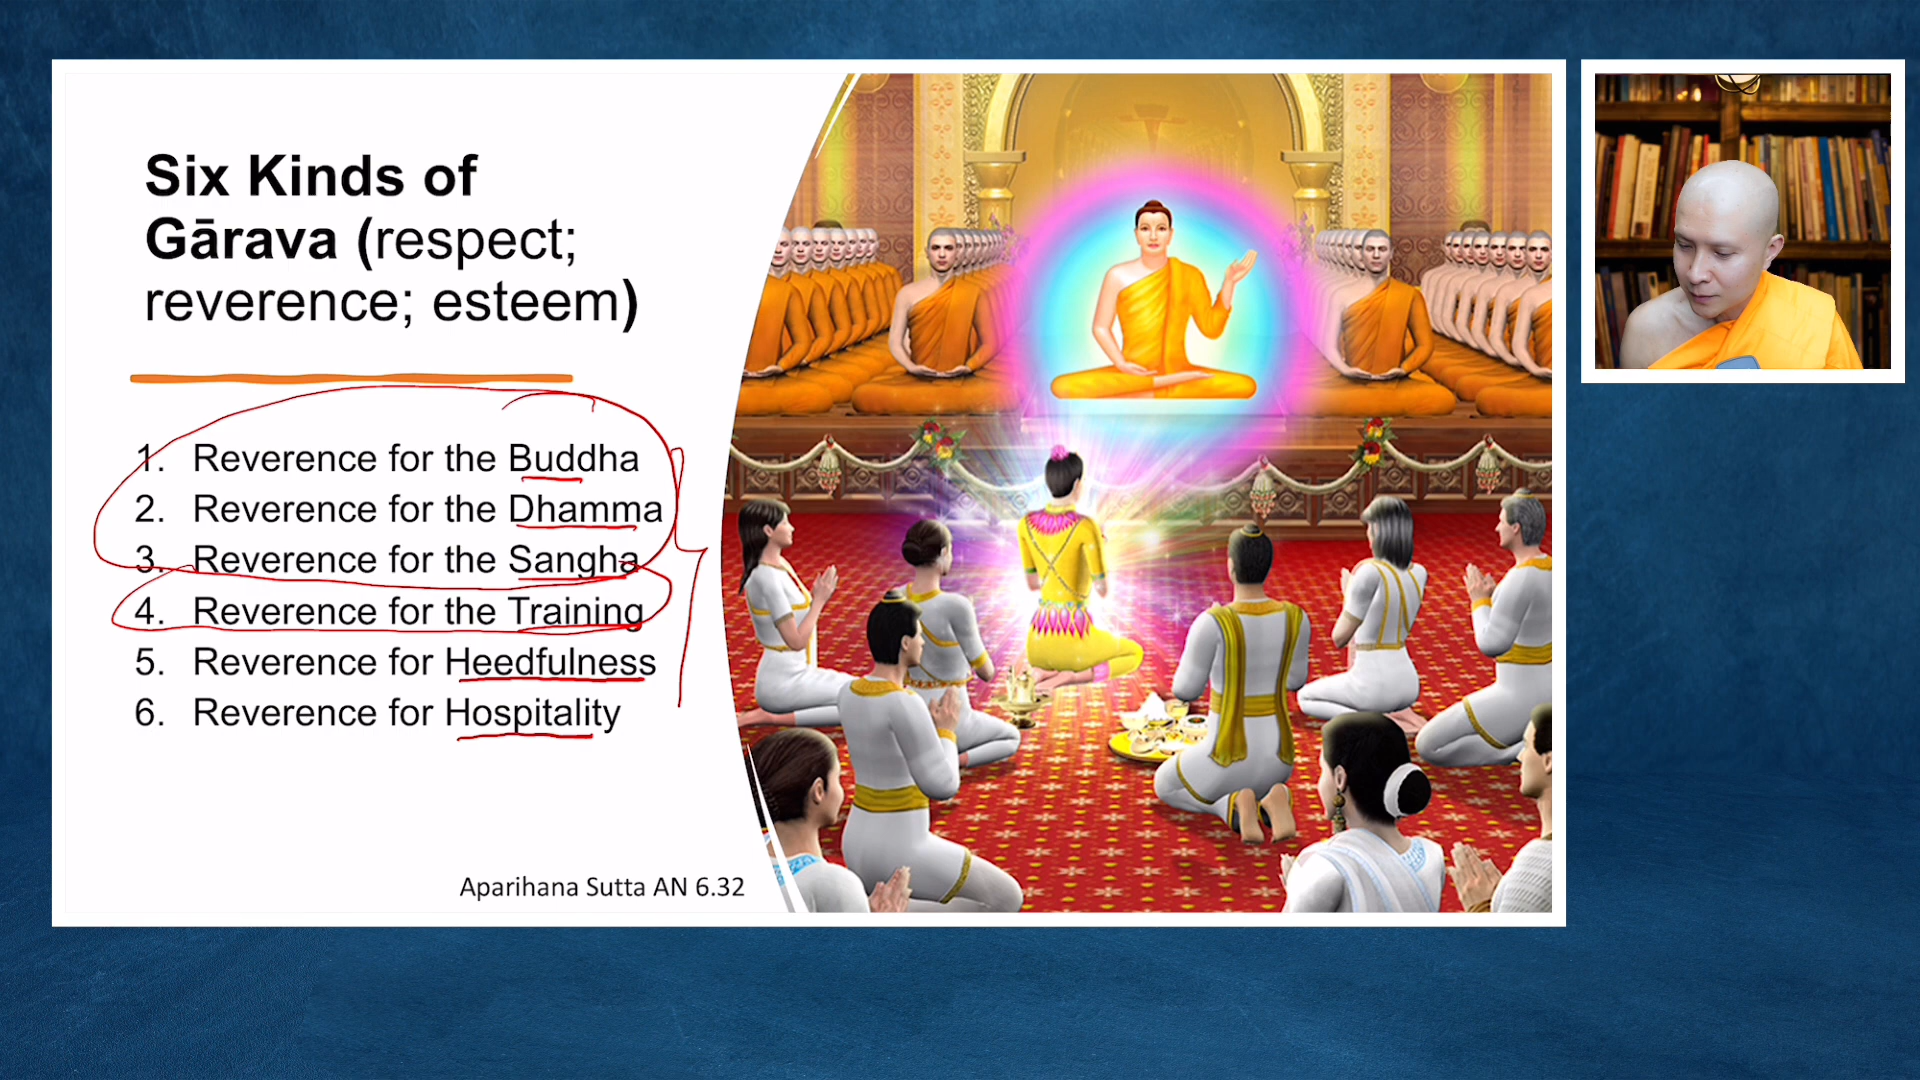 Six Kinds of
Gārava (respect;
reverence; esteem)
1. Reverence for the Buddha
2. Reverence for the Dhamma
3. Reverence for the Sangha
4. Reverence for the Training
5. Reverence for Heedfulness
6. Reverence for Hospitality
Aparihana Sutta AN 6.32